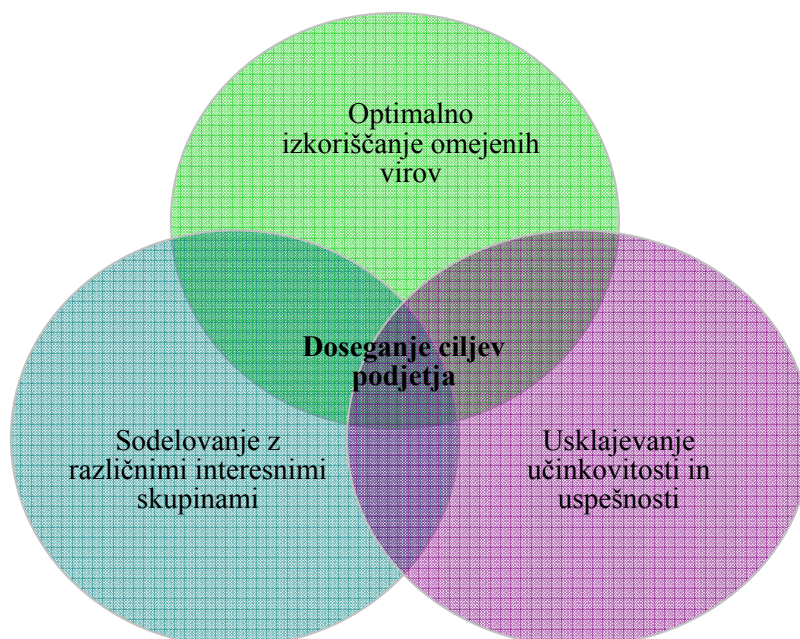 Optimalno
izkoriščanje omejenih
virov
Doseganje ciljev
podjetja
Sodelovanje z
različnimi interesnimi
skupinami
Usklajevanje
učinkovitosti in
uspešnosti